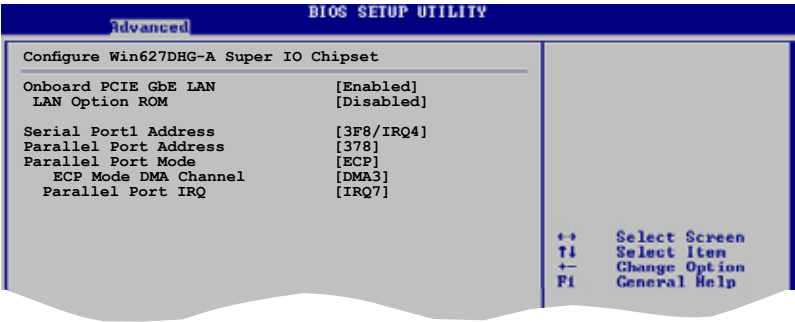 BIOS SETUP UTILITY
Advanced
Configure Win627DHG-A Super IO Chipset
Onboard PCIE GbE LAN [Enabled]
LAN Option ROM [Disabled]
Serial Port1 Address [3F8/IRQ4]
Parallel Port Address [378]
Parallel Port Mode [ECP]
ECP Mode DMA Channel [DMA3]
Parallel Port IRQ [IRQ7]
←→ Select Screen
↑↓ Select Item
+- Change Option
F1 General Help